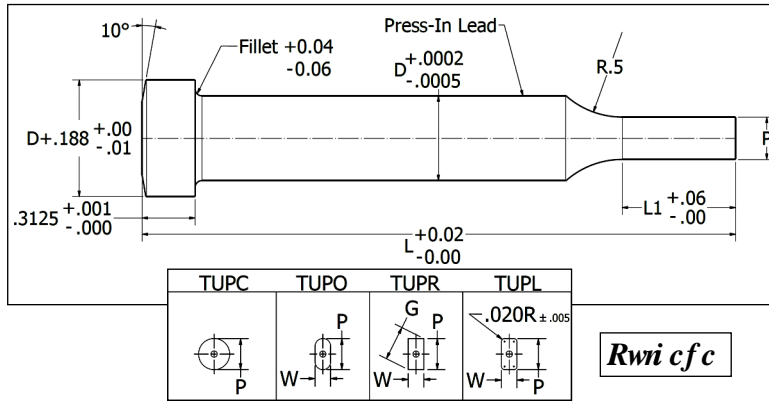 10°
Fillet +0.04
-0.06
Press-In Lead
D +.0002
-.0005
R.5
D+.188 +.00
-.01
P
.3125 +.001
-.000
L1 +.06
-.00
L +0.02
-0.00
TUPC TUPO TUPR TUPL
P
P
W
G
P
W
.020R ±.005
W
P
Rwni cf c